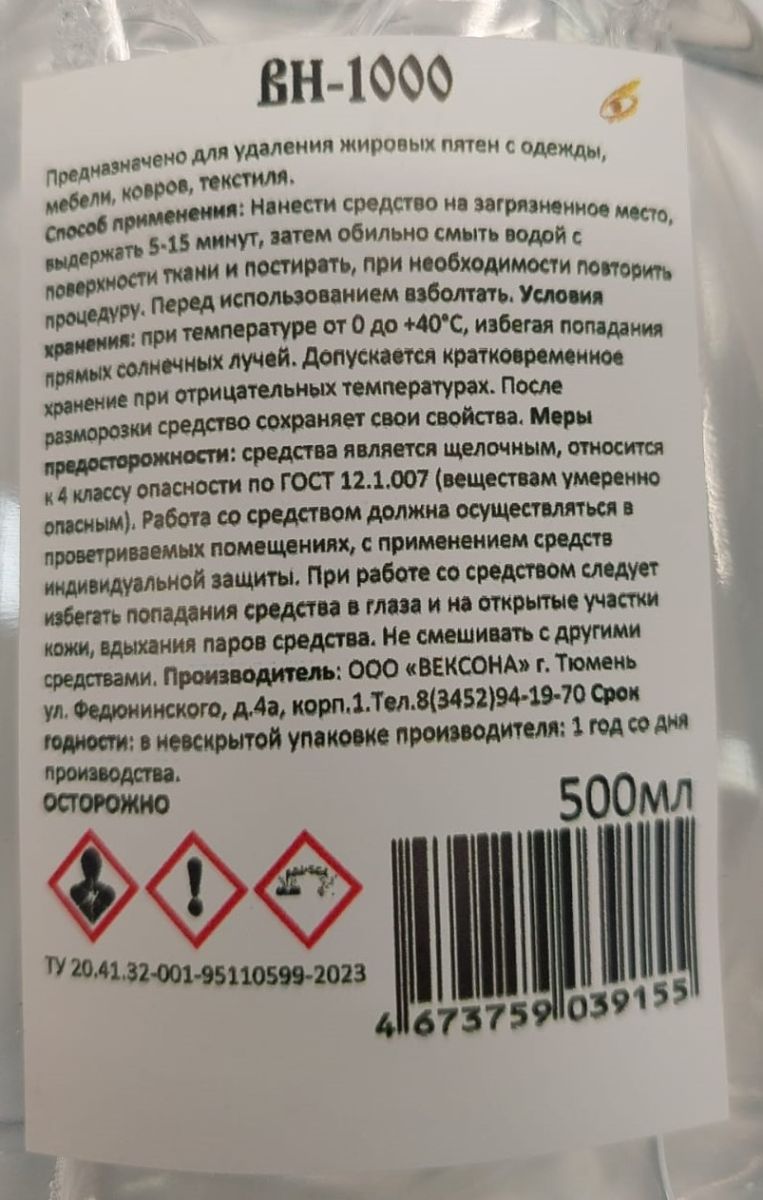 ВН-1000
Предназначено для удаления жировых пятен с одежды,
мебели, ковров, текстиля.
Способ применения: Нанести средство на загрязненное место,
выдержать 5-15 минут, затем обильно смыть водой с
поверхности ткани и постирать, при необходимости повторить
процедуру. Перед использованием взболтать. Условия
хранения: при температуре от 0 до +40°С, избегая попадания
прямых солнечных лучей. Допускается кратковременное
хранение при отрицательных температурах. После
разморозки средство сохраняет свои свойства. Меры
предосторожности: средства является щелочным, относится
к 4 классу опасности по ГОСТ 12.1.007 (веществам умеренно
опасным). Работа со средством должна осуществляться в
проветриваемых помещениях, с применением средств
индивидуальной защиты. При работе со средством следует
избегать попадания средства в глаза и на открытые участки
кожи, вдыхания паров средства. Не смешивать с другими
средствами. Производитель: ООО «ВЕКСОНА» г. Тюмень
ул. Федюнинского, д.4а, корп.1.Тел.8(3452)94-19-70 Срок
годности: в невскрытой упаковке производителя: 1 год со дня
производства.
ОСТОРОЖНО
500мл
ТУ 20.41.32-001-95110599-2023
4 673759 039155